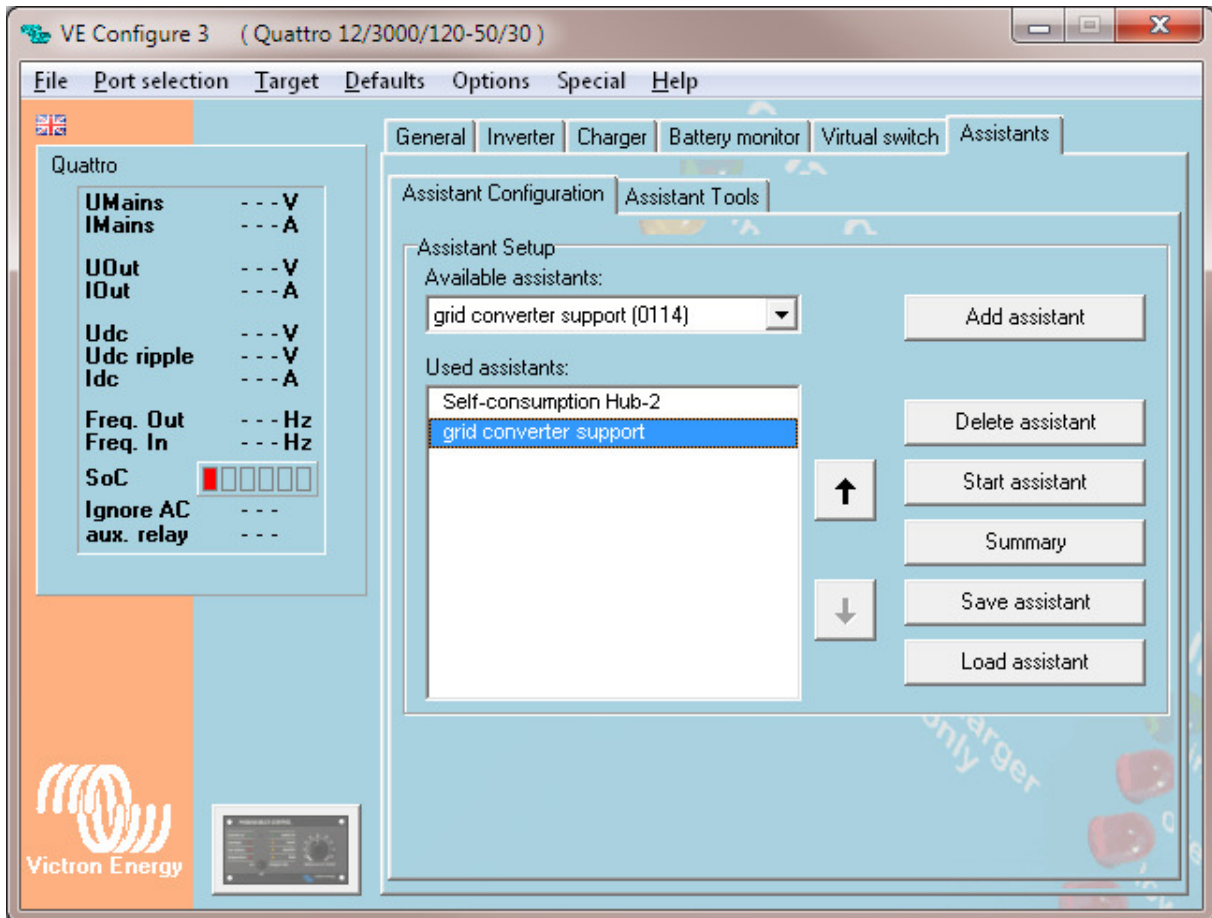 VE Configure 3 ( Quattro 12/3000/120-50/30 )
File Port selection Target Defaults Options Special Help
General Inverter Charger Battery monitor Virtual switch Assistants
Assistant Configuration Assistant Tools
Quattro
UMains - - - V
IMains - - - A
UOut - - - V
IOut - - - A
Udc - - - V
Udc ripple - - - V
Idc - - - A
Freq. Out - - - Hz
Freq. In - - - Hz
SoC
Ignore AC - - -
aux. relay - - -
Assistant Setup
Available assistants:
grid converter support (0114)
Add assistant
Used assistants:
Self-consumption Hub-2
grid converter support
Delete assistant
Start assistant
Summary
Save assistant
Load assistant
charger
only
Victron Energy